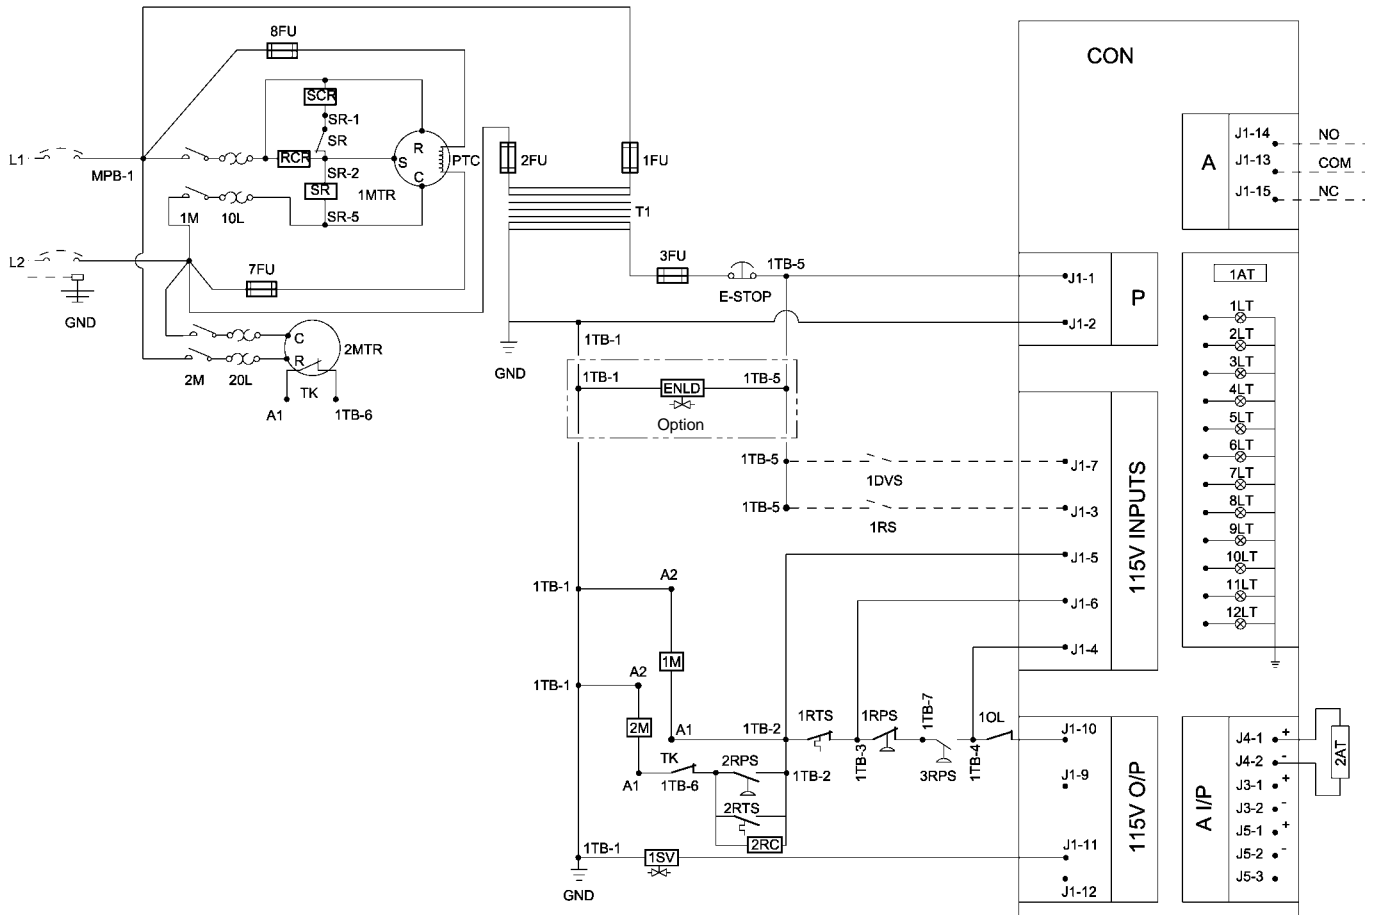 8FU
CON
SCR
SR-1
SR
J1-14
NO
L1
MPB-1
RCR
S
R
C
PTC
2FU
1FU
A
J1-13
COM
SR-2
SR
1MTR
J1-15
NC
1M
10L
SR-5
T1
L2
7FU
3FU
1TB-5
E-STOP
J1-1
P
1AT
GND
J1-2
1LT
2LT
3LT
4LT
5LT
6LT
7LT
8LT
9LT
10LT
11LT
12LT
C
2MTR
R
1TB-1
GND
2M
20L
TK
A1
1TB-6
1TB-1
ENLD
1TB-5
Option
1TB-5
1DVS
J1-7
115V INPUTS
1TB-5
1RS
J1-3
J1-5
1TB-1
A2
J1-6
1M
J1-4
1TB-1
A2
2M
A1
1TB-2
1RTS
1RPS
1TB-7
1OL
J1-10
TK
2RPS
1TB-2
1TB-3
3RPS
1TB-4
J1-9
A1
1TB-6
2RTS
2RC
115V O/P
1TB-1
1SV
J1-11
GND
J1-12
A I/P
J4-1 +
J4-2 -
J3-1 +
J3-2 -
J5-1 +
J5-2 -
J5-3
2AT